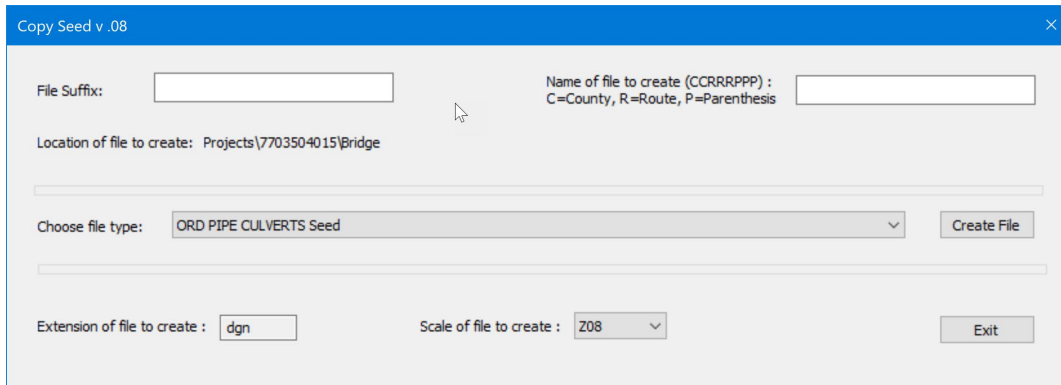 Copy Seed v .08
File Suffix:
Name of file to create (CCRRRPPP) :
C=County, R=Route, P=Parenthesis
Location of file to create: Projects\7703504015\Bridge
Choose file type: ORD PIPE CULVERTS Seed
Create File
Extension of file to create : dgn
Scale of file to create : Z08
Exit